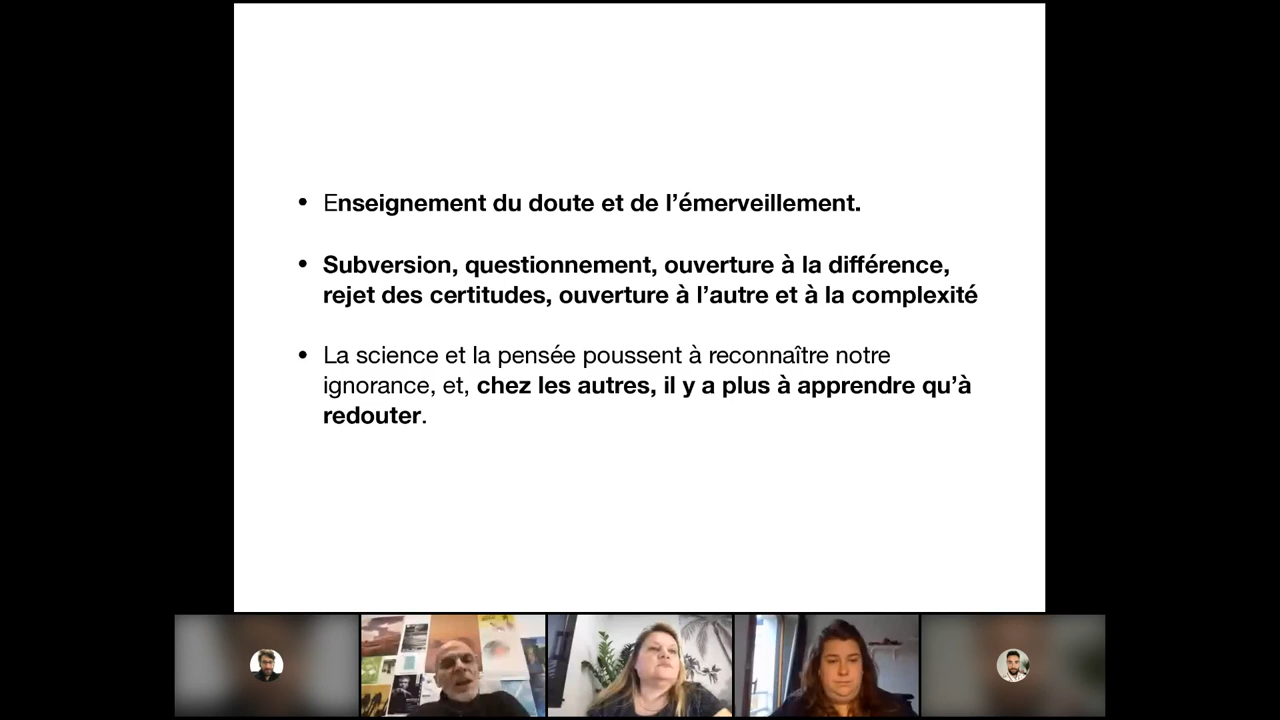 • Enseignement du doute et de l’émerveillement.
• Subversion, questionnement, ouverture à la différence,
rejet des certitudes, ouverture à l’autre et à la complexité
• La science et la pensée poussent à reconnaître notre
ignorance, et, chez les autres, il y a plus à apprendre qu’à
redouter.